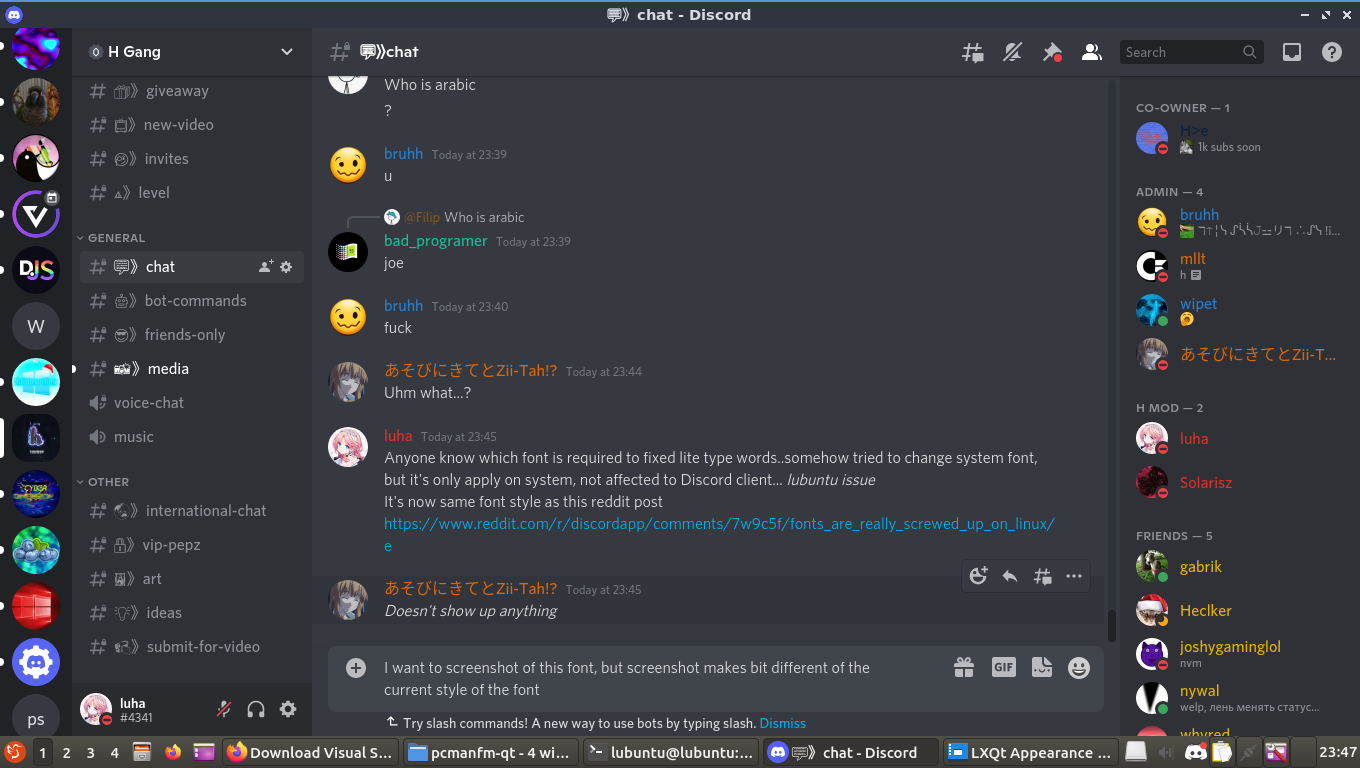 chat - Discord
H Gang
giveaway
new-video
invites
level
GENERAL
chat
bot-commands
friends-only
media
voice-chat
music
OTHER
international-chat
vip-pepz
art
ideas
submit-for-video
luha
#4341
DJS
W
ps
chat
Search
Who is arabic
?
bruhh Today at 23:39
u
@Filip Who is arabic
bad_programer Today at 23:39
joe
bruhh Today at 23:40
fuck
あそびにきてとZii-Tah!? Today at 23:44
Uhm what...?
luha Today at 23:45
Anyone know which font is required to fixed lite type words..somehow tried to change system font,
but it's only apply on system, not affected to Discord client... lubuntu issue
It's now same font style as this reddit post
https://www.reddit.com/r/discordapp/comments/7w9c5f/fonts_are_really_screwed_up_on_linux/
e
あそびにきてとZii-Tah!? Today at 23:45
Doesn't show up anything
I want to screenshot of this font, but screenshot makes bit different of the
current style of the font
GIF
Try slash commands! A new way to use bots by typing slash. Dismiss
CO-OWNER — 1
H>e
1k subs soon
ADMIN — 4
bruhh
mllt
h
wipet
あそびにきてとZii-T...
H MOD — 2
luha
Solarisz
FRIENDS — 5
gabrik
Heclker
joshygaminglol
nvm
nywal
welp, лень менять статус...
whyred
1 2 3 4
Download Visual S...
pcmanfm-qt - 4 wi...
lubuntu@lubuntu:...
chat - Discord
LXQt Appearance ...
23:47